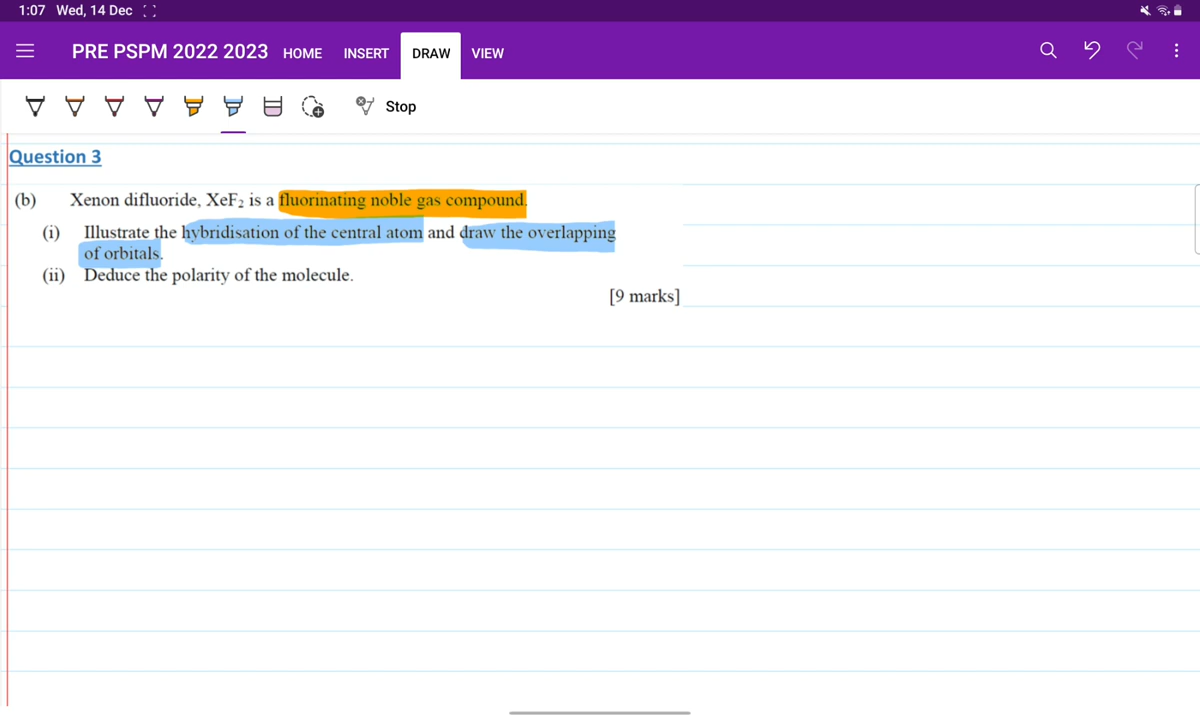 1:07 Wed, 14 Dec
PRE PSPM 2022 2023 HOME INSERT DRAW VIEW
Stop
Question 3
(b) Xenon difluoride, XeF₂ is a fluorinating noble gas compound.
(i) Illustrate the hybridisation of the central atom and draw the overlapping
of orbitals.
(ii) Deduce the polarity of the molecule.
[9 marks]